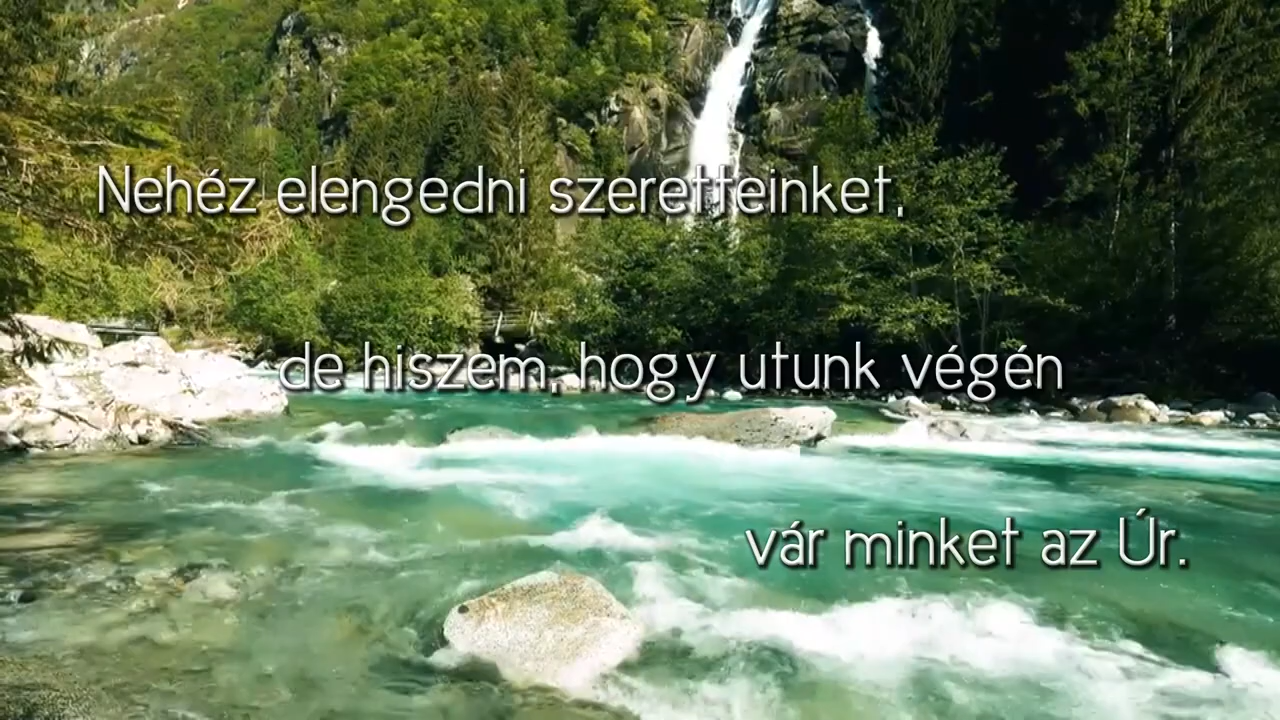 Nehéz elengedni szeretteinket,
de hiszem, hogy utunk végén
vár minket az Úr.